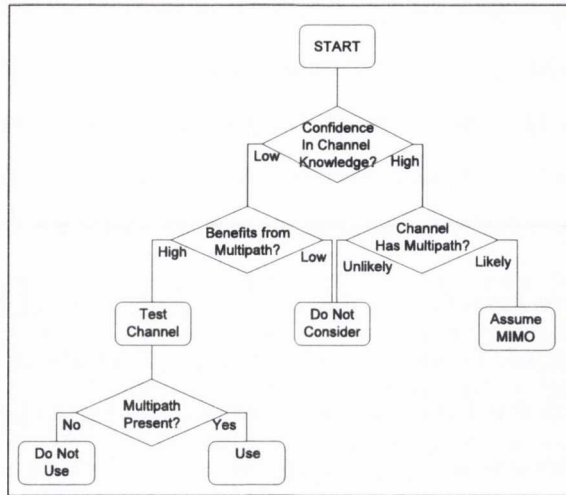 START
Confidence
In Channel
Knowledge?
Low
High
Benefits from
Multipath?
Channel
Has Multipath?
High
Low
Unlikely
Likely
Test
Channel
Do Not
Consider
Assume
MIMO
Multipath
Present?
No
Yes
Do Not
Use
Use